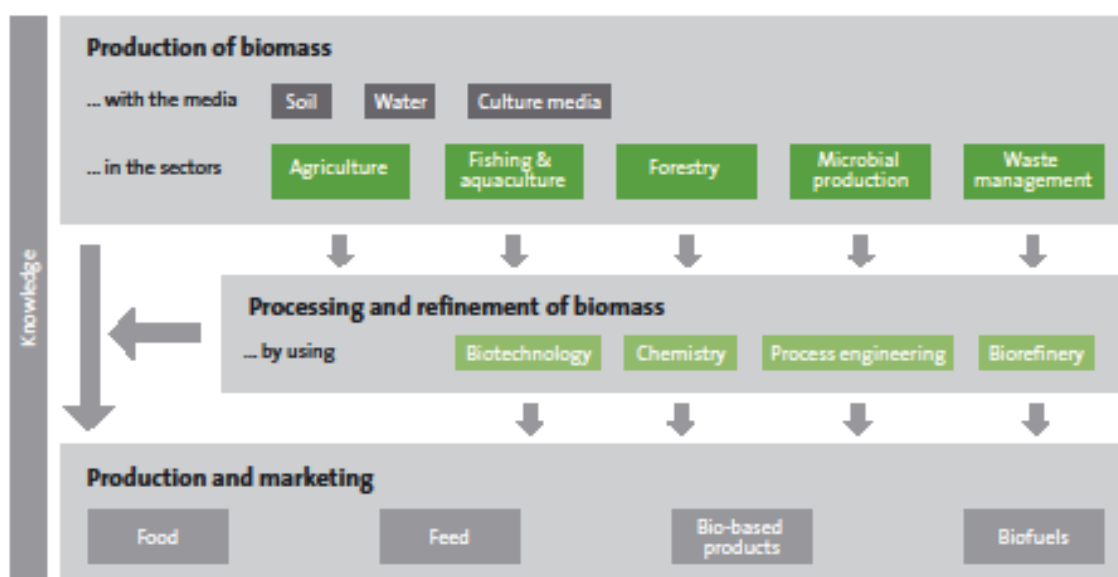 Knowledge
Production of biomass
... with the media
Soil
Water
Culture media
... in the sectors
Agriculture
Fishing &
aquaculture
Forestry
Microbial
production
Waste
management
Processing and refinement of biomass
... by using
Biotechnology
Chemistry
Process engineering
Biorefinery
Production and marketing
Food
Feed
Bio-based
products
Biofuels